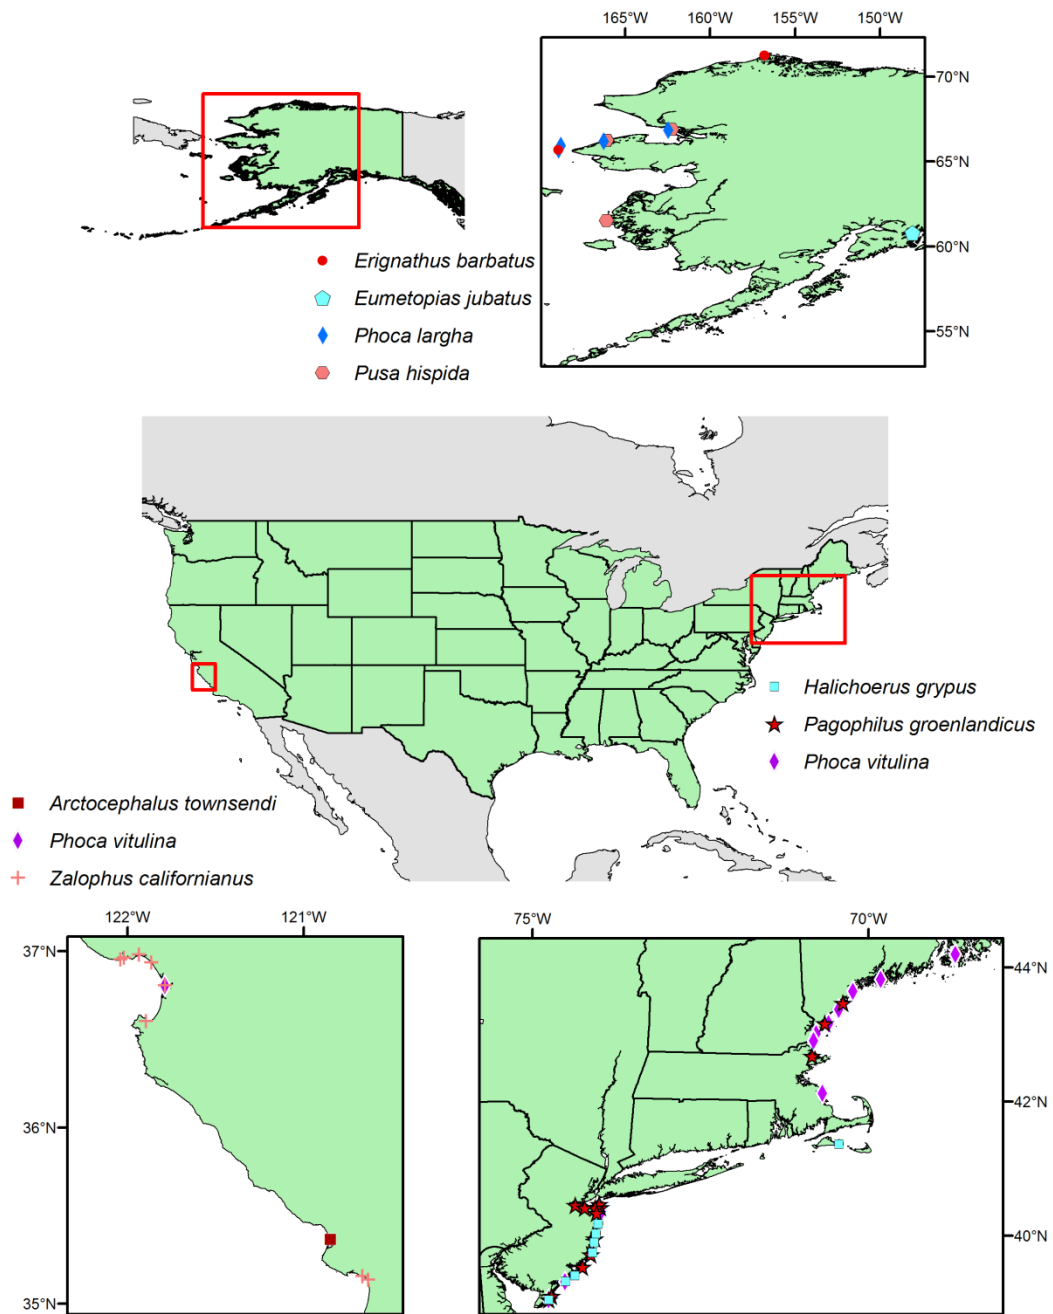 165°W 160°W 155°W 150°W
70°N
65°N
60°N
55°N
Erignathus barbatus
Eumetopias jubatus
Phoca largha
Pusa hispida
Halichoerus grypus
Pagophilus groenlandicus
Phoca vitulina
Arctocephalus townsendi
Phoca vitulina
Zalophus californianus
122°W 121°W
37°N
36°N
35°N
75°W 70°W
44°N
42°N
40°N